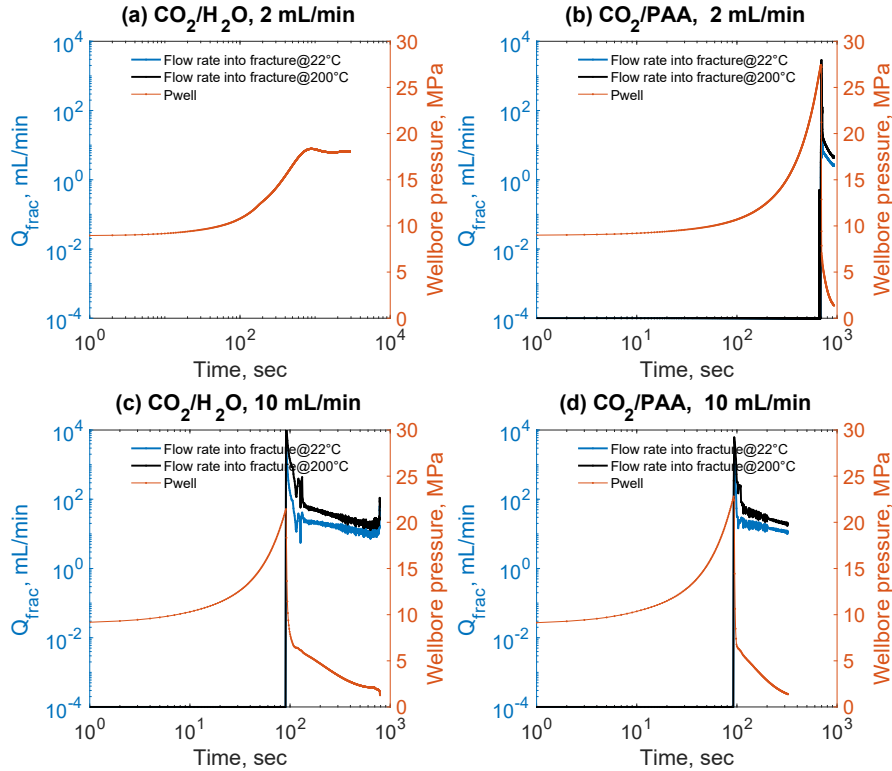 (a) CO2/H2O, 2 mL/min
10^4
10^2
10^0
10^-2
10^-4
Qfrac, mL/min
Flow rate into fracture@22°C
Flow rate into fracture@200°C
Pwell
30
25
20
15
10
5
0
Wellbore pressure, MPa
10^0
10^2
10^4
Time, sec
(b) CO2/PAA, 2 mL/min
10^4
10^2
10^0
10^-2
10^-4
Qfrac, mL/min
Flow rate into fracture@22°C
Flow rate into fracture@200°C
Pwell
30
25
20
15
10
5
0
Wellbore pressure, MPa
10^0
10^1
10^2
10^3
Time, sec
(c) CO2/H2O, 10 mL/min
10^4
10^2
10^0
10^-2
10^-4
Qfrac, mL/min
Flow rate into fracture@22°C
Flow rate into fracture@200°C
Pwell
30
25
20
15
10
5
0
Wellbore pressure, MPa
10^0
10^1
10^2
10^3
Time, sec
(d) CO2/PAA, 10 mL/min
10^4
10^2
10^0
10^-2
10^-4
Qfrac, mL/min
Flow rate into fracture@22°C
Flow rate into fracture@200°C
Pwell
30
25
20
15
10
5
0
Wellbore pressure, MPa
10^0
10^1
10^2
10^3
Time, sec